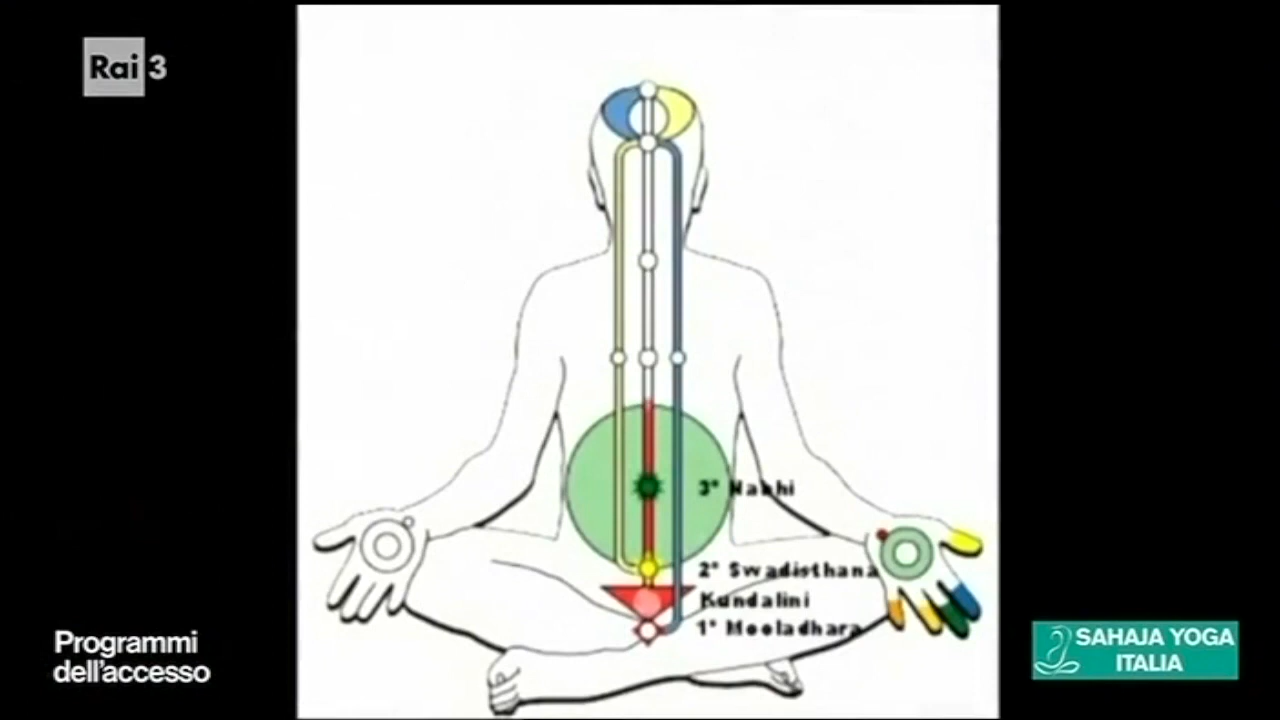 Rai 3
3° Nabhi
2° Swadisthana
Kundalini
1° Mooladhara
Programmi
dell'accesso
SAHAJA YOGA
ITALIA